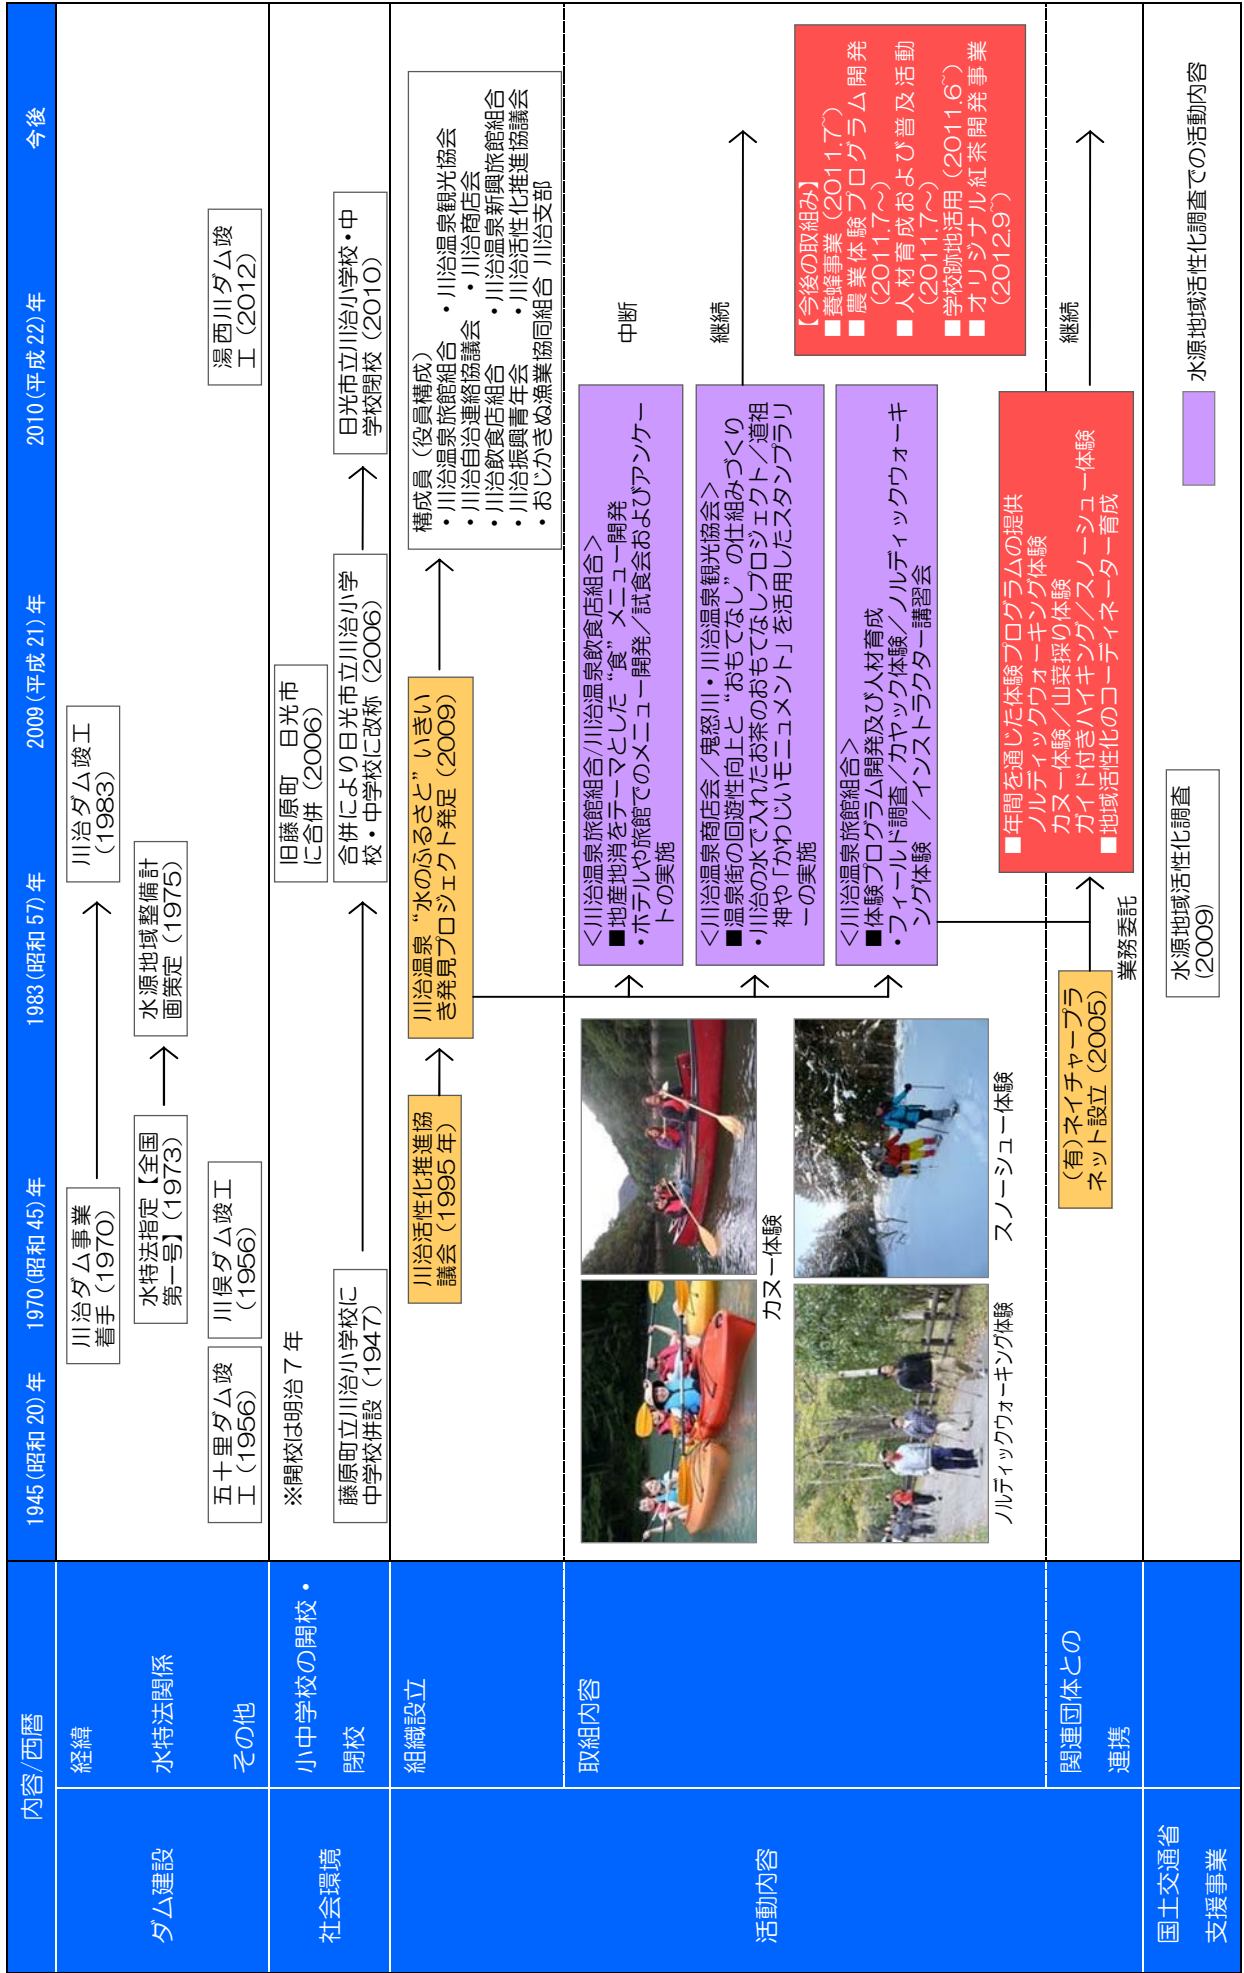 内容/西暦
1945(昭和 20)年
1970(昭和 45)年
1983(昭和 57)年
2009(平成 21)年
2010(平成 22)年
今後
ダム建設
経緯
水特法関係
その他
川治ダム事業
着手（1970）
川治ダム竣工
（1983）
水特法指定【全国
第一号】（1973）
水源地域整備計
画策定（1975）
五十里ダム竣
工（1956）
川俣ダム竣工
（1956）
湯西川ダム竣
工（2012）
社会環境
小中学校の開校・
閉校
※開校は明治 7 年
旧藤原町　日光市
に合併（2006）
藤原町立川治小学校に
中学校併設（1947）
合併により日光市立川治小学
校・中学校に改称（2006）
日光市立川治小学校・中
学校閉校（2010）
活動内容
組織設立
川治活性化推進協
議会（1995 年）
川治温泉 “水のふるさと” いきい
き発見プロジェクト発足（2009）
構成員（役員構成）
・川治温泉旅館組合　・川治温泉観光協会
・川治自治連絡協議会　・川治商店会
・川治飲食店組合　・川治温泉新興旅館組合
・川治振興青年会　・川治活性化推進協議会
・おじかきぬ漁業協同組合 川治支部
取組内容
カヌー体験
ノルディックウォーキング体験
スノーシュー体験
＜川治温泉旅館組合/川治温泉飲食店組合＞
■地産地消をテーマとした “食” メニュー開発
・ホテルや旅館でのメニュー開発／試食会およびアンケー
トの実施
中断
＜川治温泉商店会／鬼怒川・川治温泉観光協会＞
■温泉街の回遊性向上と “おもてなし” の仕組みづくり
・川治の水で入れたお茶のおもてなしプロジェクト／道祖
神や「かわじいモニュメント」を活用したスタンプラリ
ーの実施
継続
＜川治温泉旅館組合＞
■体験プログラム開発及び人材育成
・フィールド調査／カヤック体験／ノルディックウォーキ
ング体験　／インストラクター講習会
【今後の取組み】
■養蜂事業（2011.7~）
■農業体験プログラム開発
（2011.7～）
■人材育成および普及活動
（2011.7～）
■学校跡地活用（2011.6~）
■オリジナル紅茶開発事業
（2012.9~）
関連団体との
連携
（有）ネイチャープラ
ネット設立（2005）
業務委託
■年間を通じた体験プログラムの提供
ノルディックウォーキング体験
カヌー体験／山菜採り体験
ガイド付きハイキング／スノーシュー体験
■地域活性化のコーディネーター育成
継続
国土交通省
支援事業
水源地域活性化調査
（2009）
水源地域活性化調査での活動内容